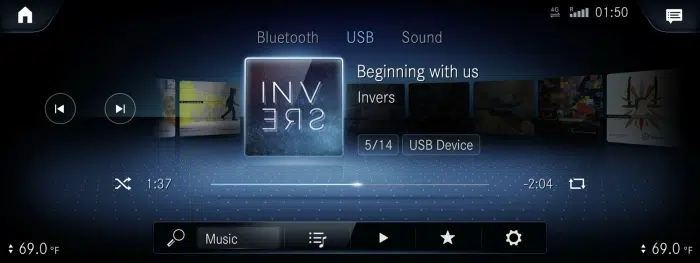 4G R 01:50
Bluetooth USB Sound
Beginning with us
Invers
INV
ERS
5/14 USB Device
1:37 -2:04
Music
69.0 °F 69.0 °F